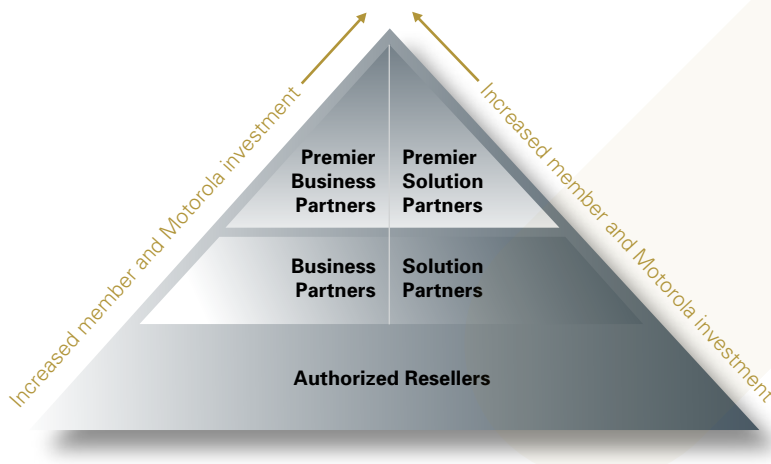 Increased member and Motorola investment
Increased member and Motorola investment
Premier
Business
Partners
Premier
Solution
Partners
Business
Partners
Solution
Partners
Authorized Resellers